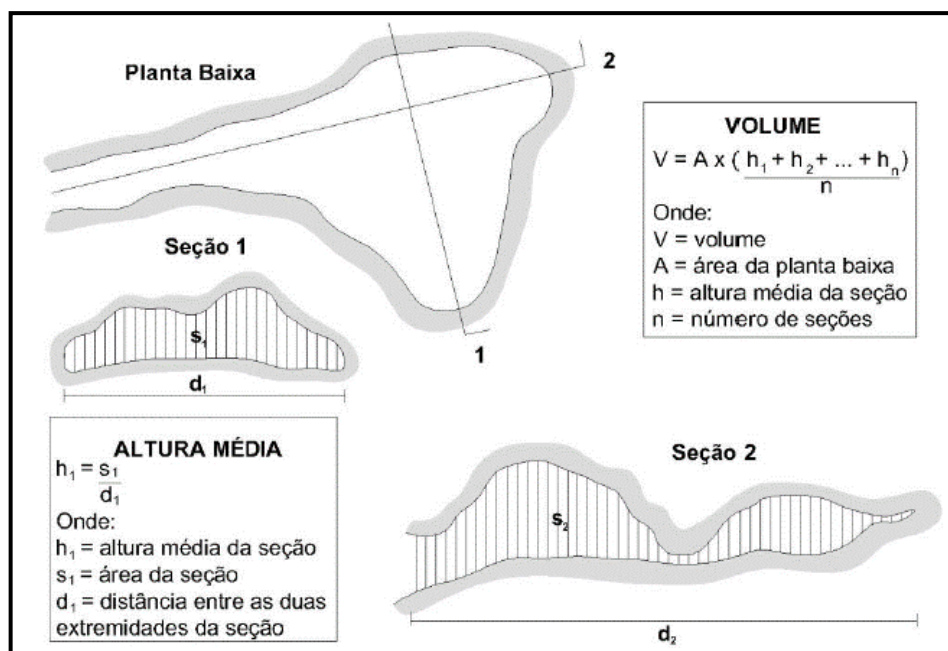 Planta Baixa
2
1
VOLUME
V = A x ( h₁ + h₂ + ... + hₙ )
n
Onde:
V = volume
A = área da planta baixa
h = altura média da seção
n = número de seções
Seção 1
s₁
d₁
ALTURA MÉDIA
h₁ = s₁
d₁
Onde:
h₁ = altura média da seção
s₁ = área da seção
d₁ = distância entre as duas
extremidades da seção
Seção 2
s₂
d₂